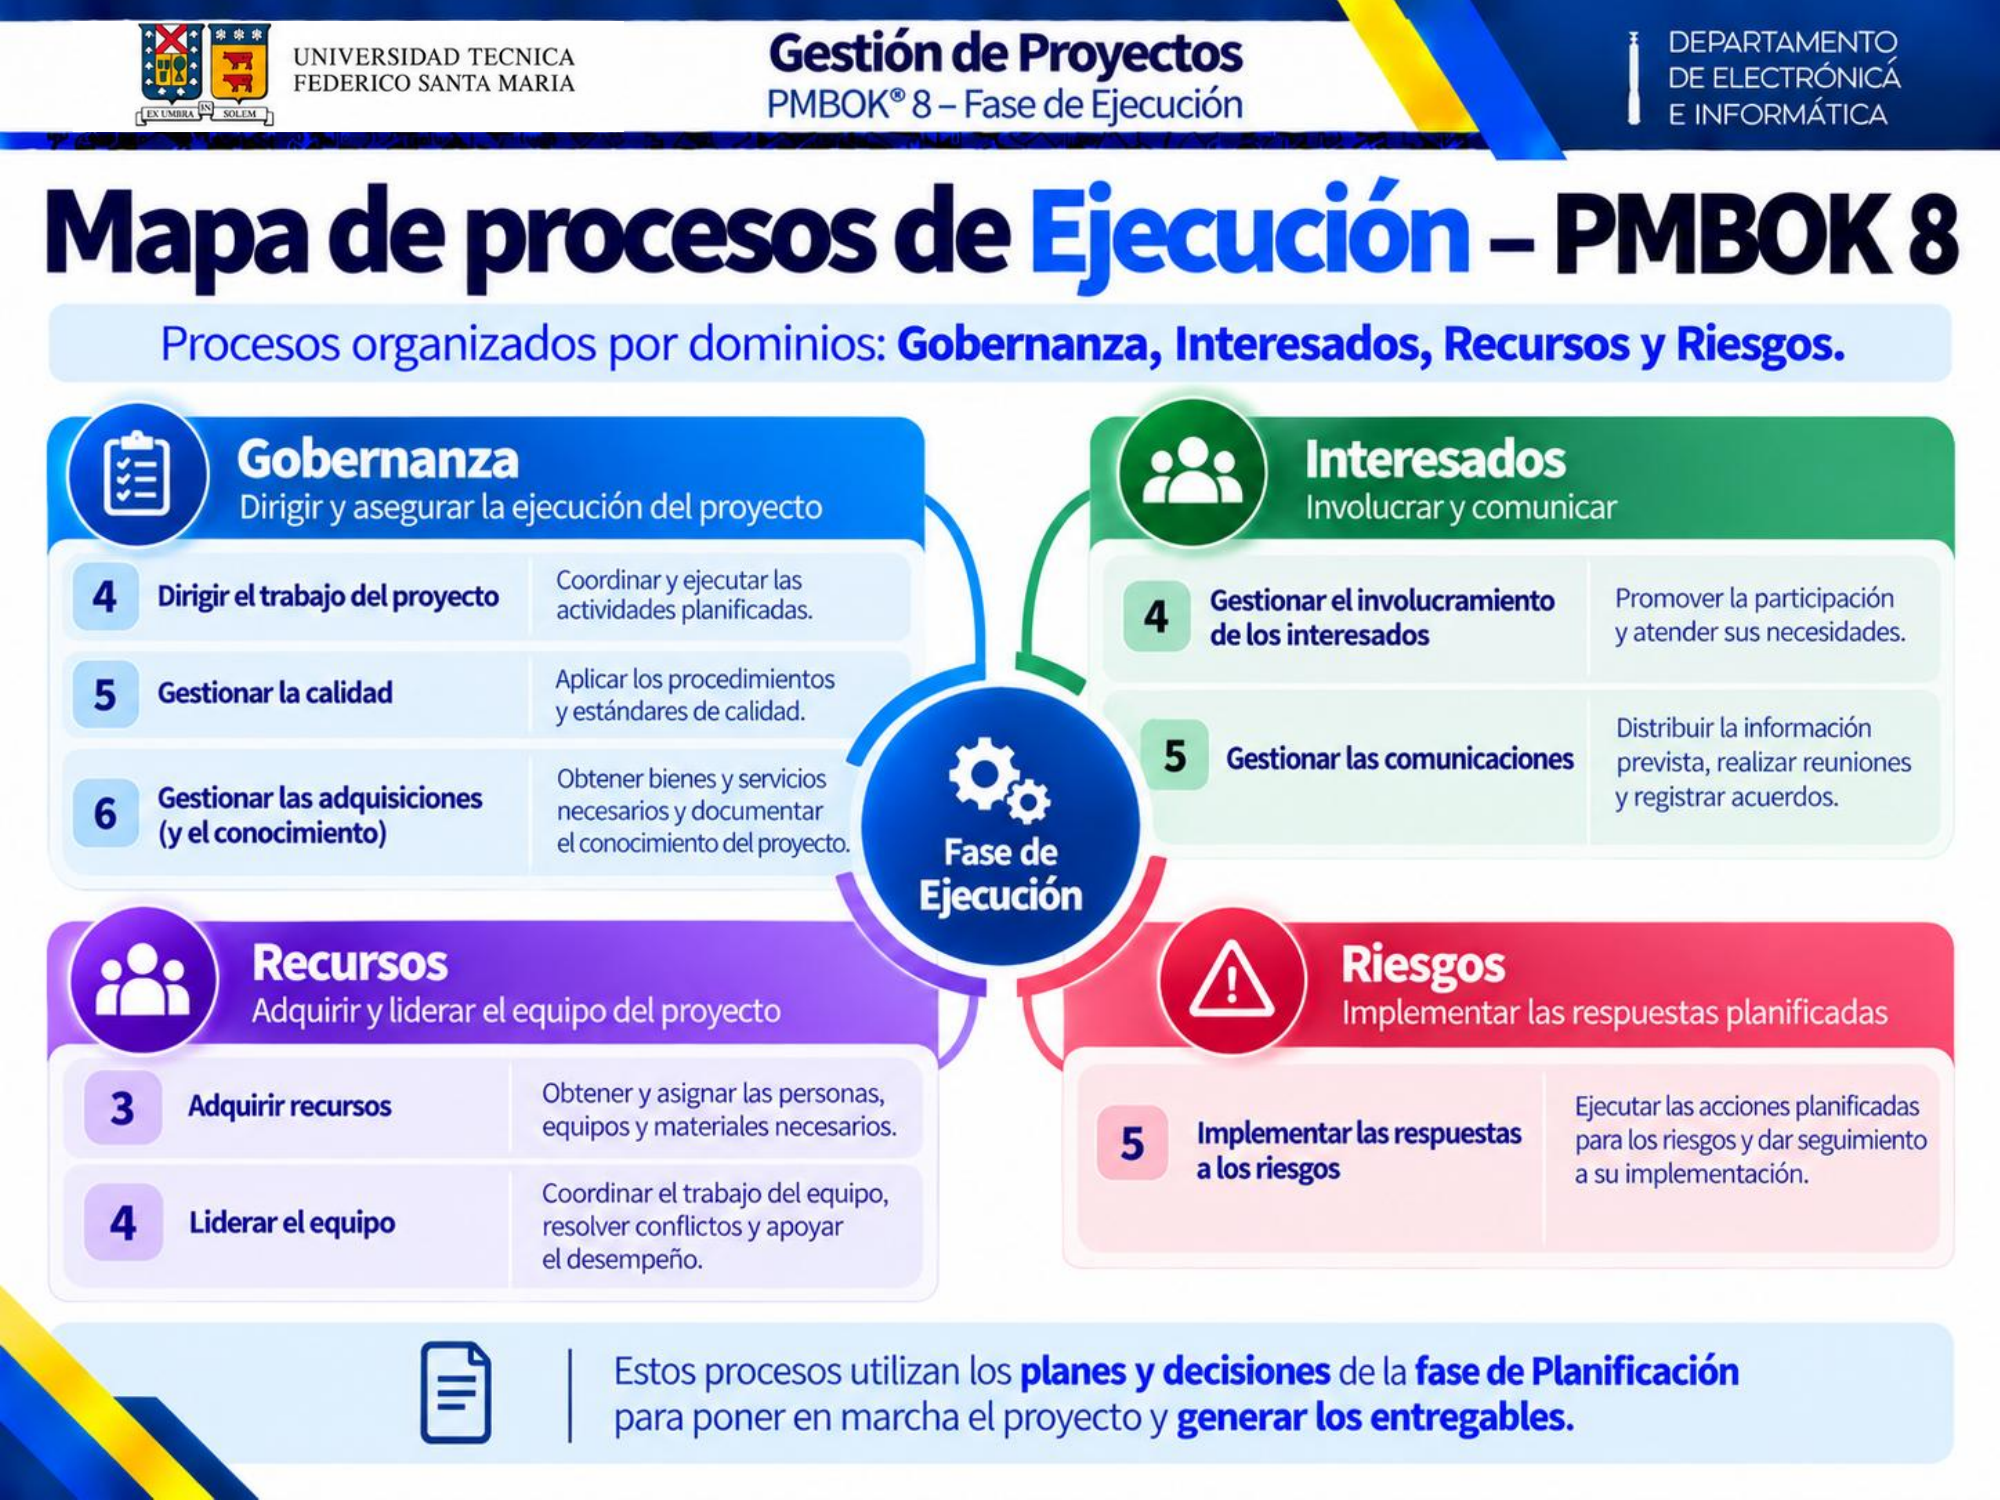 UNIVERSIDAD TECNICA
FEDERICO SANTA MARIA
EX UMBRA IN SOLEM
Gestión de Proyectos
PMBOK® 8 – Fase de Ejecución
DEPARTAMENTO
DE ELECTRÓNICA
E INFORMÁTICA
Mapa de procesos de Ejecución – PMBOK 8
Procesos organizados por dominios: Gobernanza, Interesados, Recursos y Riesgos.
Gobernanza
Dirigir y asegurar la ejecución del proyecto
4
Dirigir el trabajo del proyecto
Coordinar y ejecutar las
actividades planificadas.
5
Gestionar la calidad
Aplicar los procedimientos
y estándares de calidad.
6
Gestionar las adquisiciones
(y el conocimiento)
Obtener bienes y servicios
necesarios y documentar
el conocimiento del proyecto.
Interesados
Involucrar y comunicar
4
Gestionar el involucramiento
de los interesados
Promover la participación
y atender sus necesidades.
5
Gestionar las comunicaciones
Distribuir la información
prevista, realizar reuniones
y registrar acuerdos.
Fase de
Ejecución
Recursos
Adquirir y liderar el equipo del proyecto
3
Adquirir recursos
Obtener y asignar las personas,
equipos y materiales necesarios.
4
Liderar el equipo
Coordinar el trabajo del equipo,
resolver conflictos y apoyar
el desempeño.
Riesgos
Implementar las respuestas planificadas
5
Implementar las respuestas
a los riesgos
Ejecutar las acciones planificadas
para los riesgos y dar seguimiento
a su implementación.
Estos procesos utilizan los planes y decisiones de la fase de Planificación
para poner en marcha el proyecto y generar los entregables.